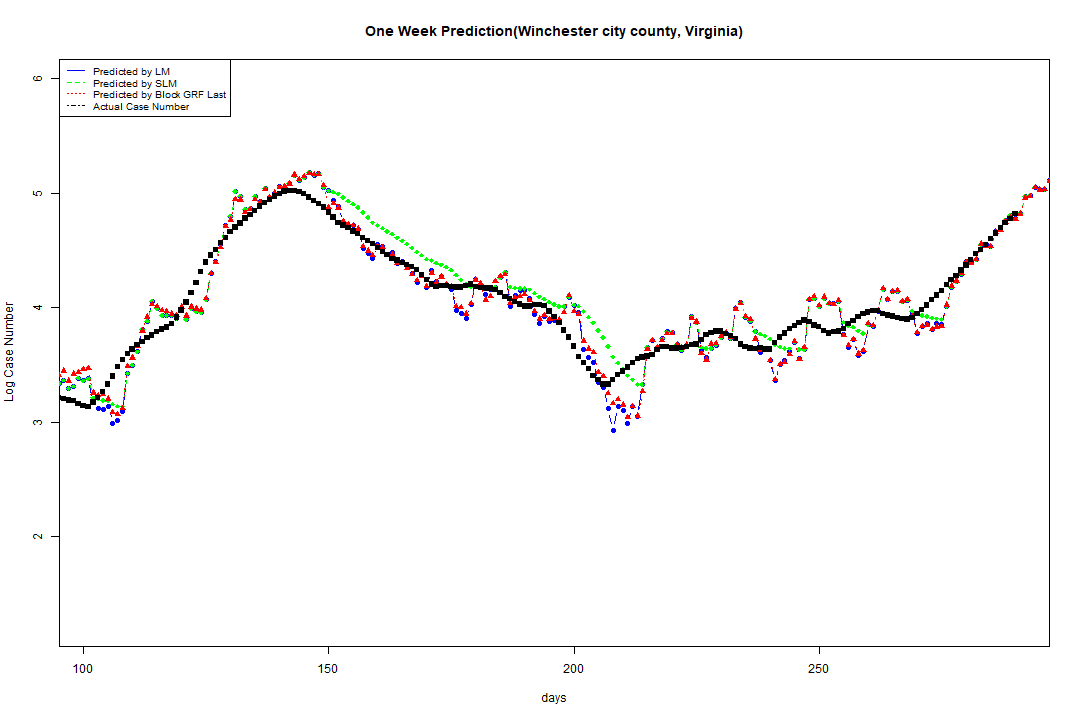 One Week Prediction(Winchester city county, Virginia)
Predicted by LM
Predicted by SLM
Predicted by Block GRF Last
Actual Case Number
6
5
4
3
2
Log Case Number
100 150 200 250
days